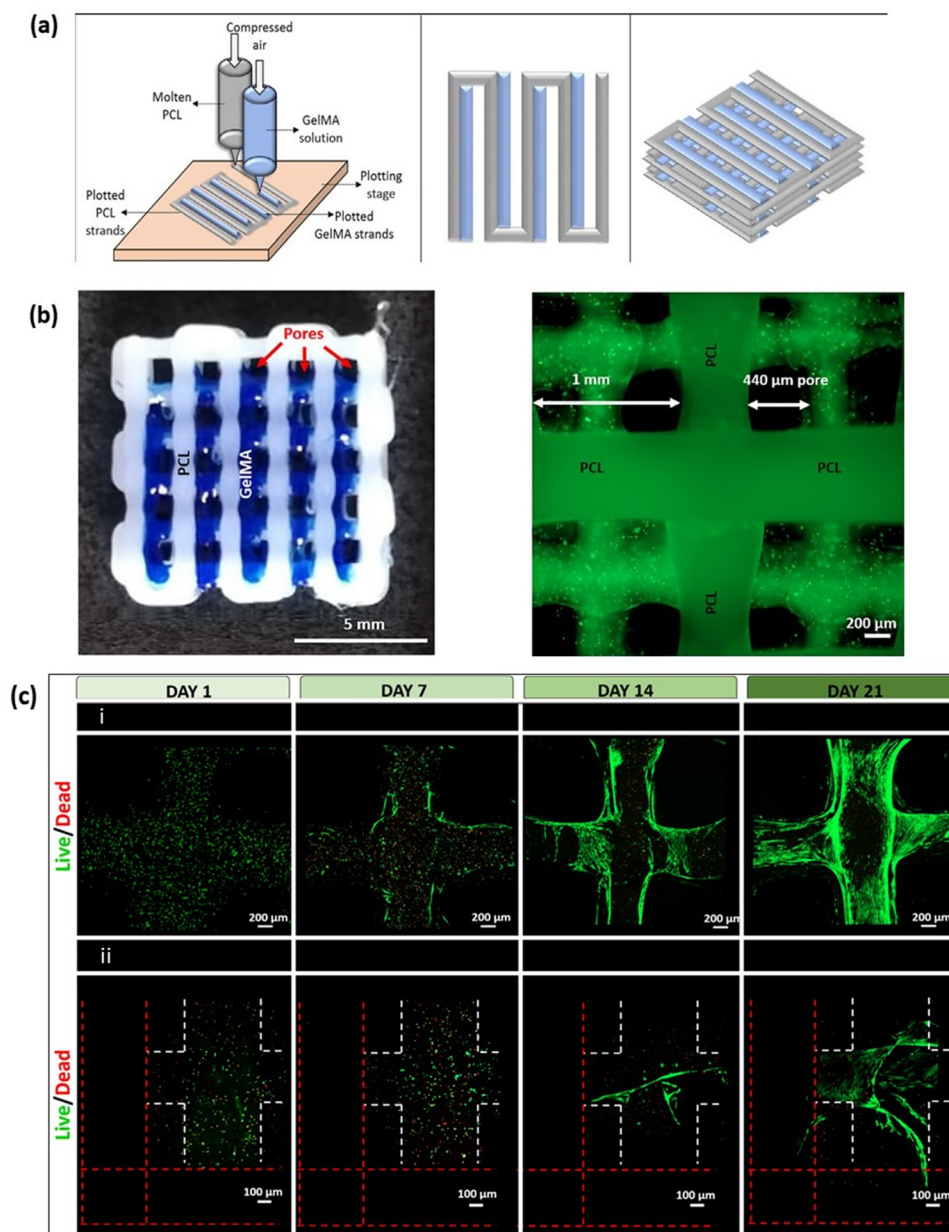 (a)
Compressed
air
Molten
PCL
GelMA
solution
Plotting
stage
Plotted
PCL
strands
Plotted
GelMA strands
(b)
Pores
PCL
GelMA
5 mm
PCL
1 mm
440 µm pore
PCL
PCL
PCL
200 µm
(c)
DAY 1
DAY 7
DAY 14
DAY 21
i
Live/Dead
200 µm
200 µm
200 µm
200 µm
ii
Live/Dead
100 µm
100 µm
100 µm
100 µm